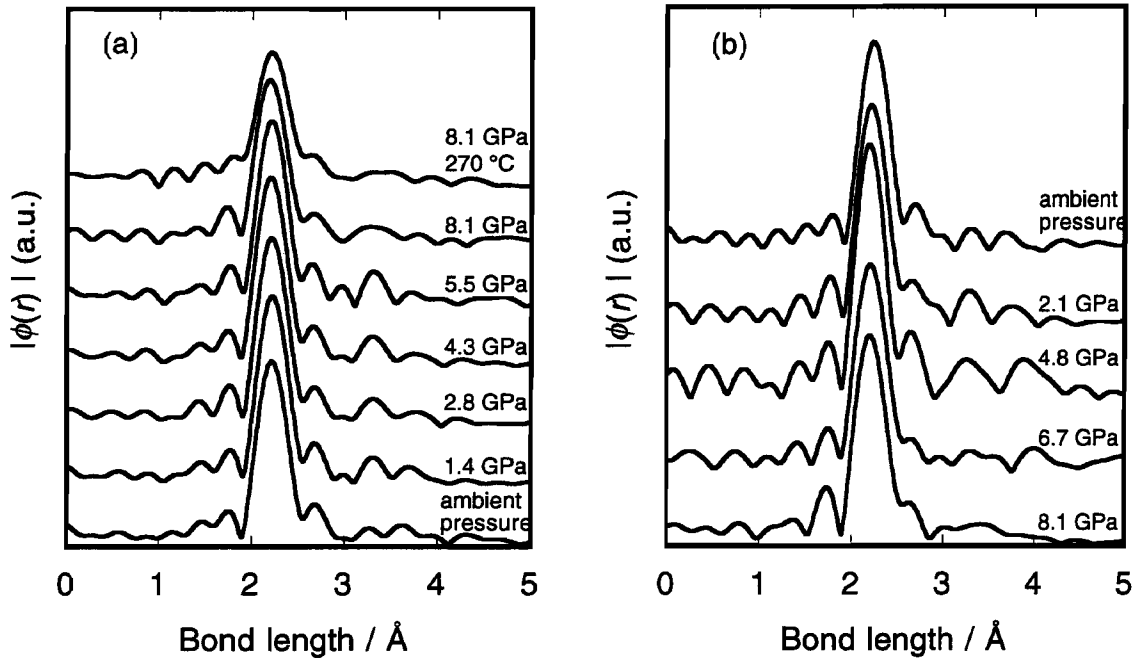 (a)
8.1 GPa
270 °C
8.1 GPa
5.5 GPa
4.3 GPa
2.8 GPa
1.4 GPa
ambient
pressure
|ϕ(r) | (a.u.)
0 1 2 3 4 5
Bond length / Å
(b)
ambient
pressure
2.1 GPa
4.8 GPa
6.7 GPa
8.1 GPa
|ϕ(r) | (a.u.)
0 1 2 3 4 5
Bond length / Å